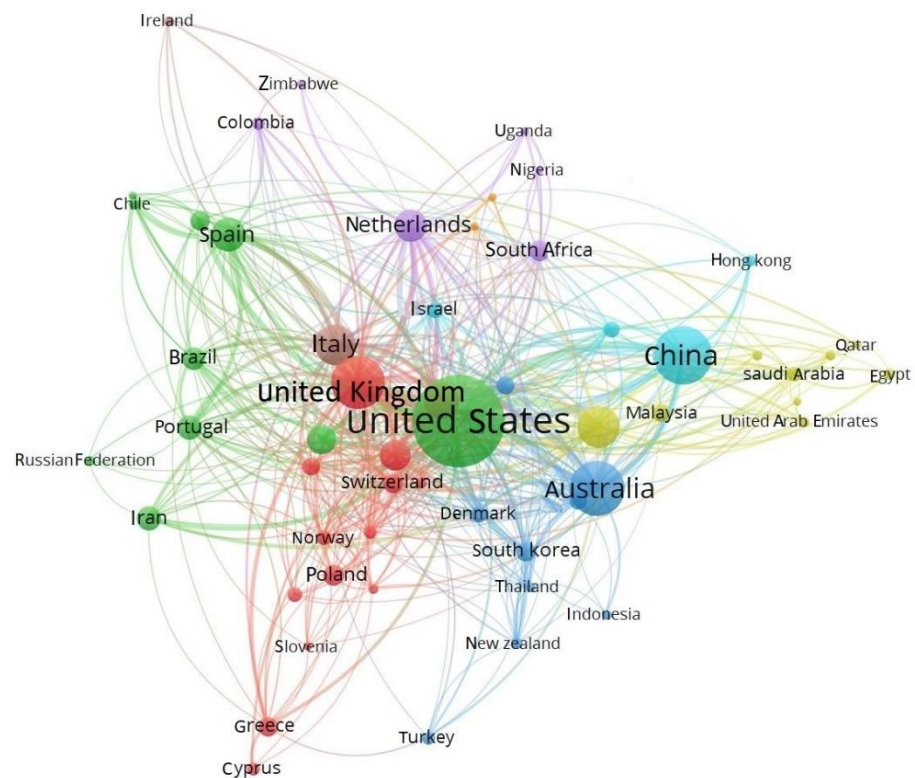 Ireland
Zimbabwe
Colombia
Uganda
Nigeria
Chile
Spain
Netherlands
South Africa
Hong kong
Israel
Italy
China
Qatar
Brazil
saudi Arabia
Egypt
United Kingdom
United States
Malaysia
United Arab Emirates
Portugal
RussianFederation
Switzerland
Australia
Iran
Denmark
Norway
South korea
Poland
Thailand
Indonesia
Slovenia
New zealand
Greece
Turkey
Cyprus